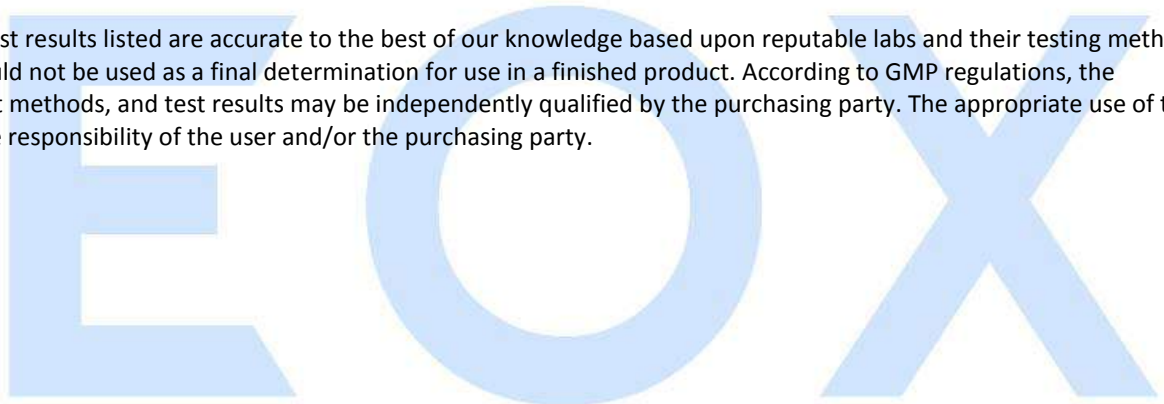 st results listed are accurate to the best of our knowledge based upon reputable labs and their testing meth
uld not be used as a final determination for use in a finished product. According to GMP regulations, the
t methods, and test results may be independently qualified by the purchasing party. The appropriate use of t
e responsibility of the user and/or the purchasing party.
EOX